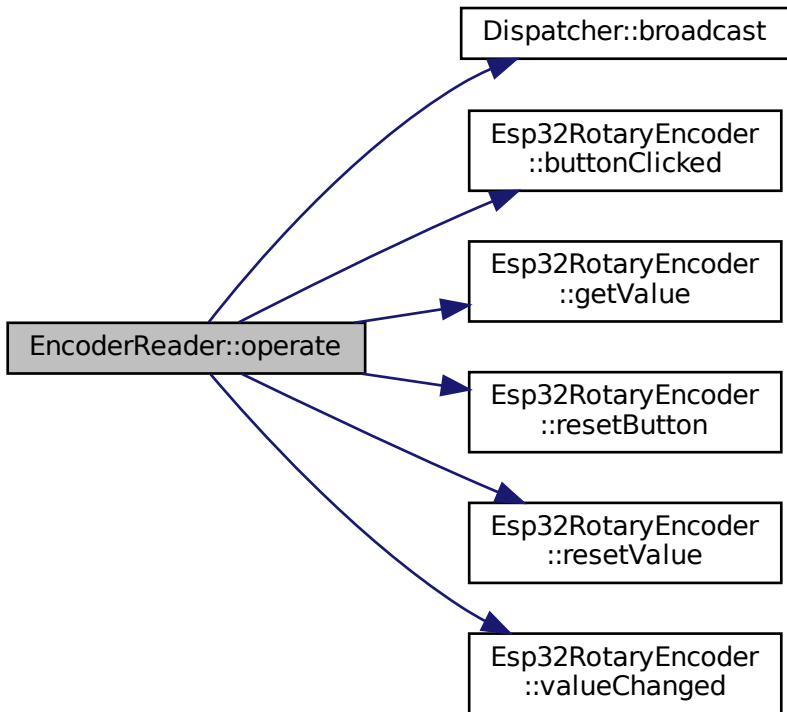 Dispatcher::broadcast
Esp32RotaryEncoder
::buttonClicked
Esp32RotaryEncoder
::getValue
EncoderReader::operate
Esp32RotaryEncoder
::resetButton
Esp32RotaryEncoder
::resetValue
Esp32RotaryEncoder
::valueChanged